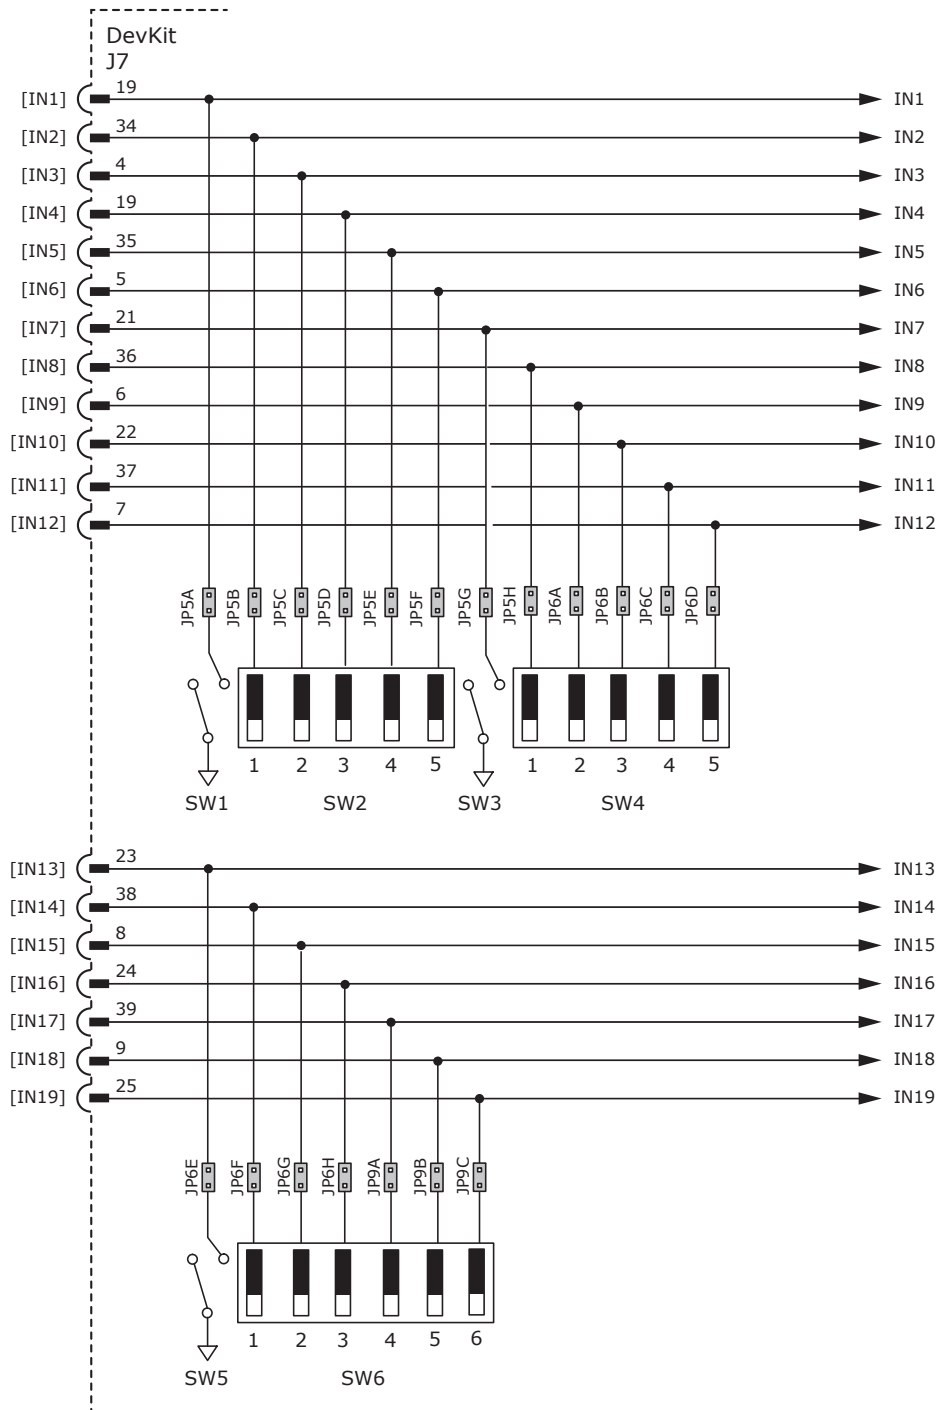 DevKit
J7
[IN1] 19 IN1
[IN2] 34 IN2
[IN3] 4 IN3
[IN4] 19 IN4
[IN5] 35 IN5
[IN6] 5 IN6
[IN7] 21 IN7
[IN8] 36 IN8
[IN9] 6 IN9
[IN10] 22 IN10
[IN11] 37 IN11
[IN12] 7 IN12
JP5A JP5B JP5C JP5D JP5E JP5F JP5G JP5H JP6A JP6B JP6C JP6D
1 2 3 4 5 1 2 3 4 5
SW1 SW2 SW3 SW4
[IN13] 23 IN13
[IN14] 38 IN14
[IN15] 8 IN15
[IN16] 24 IN16
[IN17] 39 IN17
[IN18] 9 IN18
[IN19] 25 IN19
JP6E JP6F JP6G JP6H JP9A JP9B JP9C
1 2 3 4 5 6
SW5 SW6